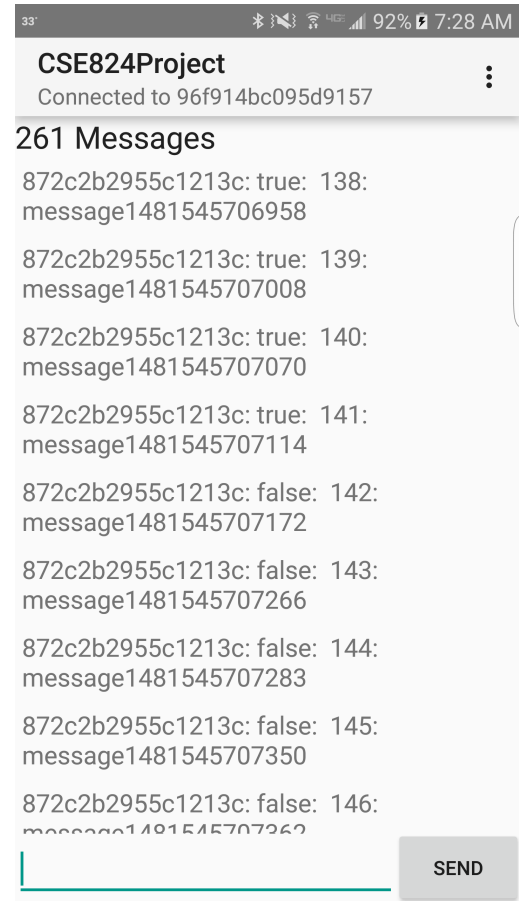 33°
4G 92% 7:28 AM
CSE824Project
Connected to 96f914bc095d9157
261 Messages
872c2b2955c1213c: true:  138:
message1481545706958
872c2b2955c1213c: true:  139:
message1481545707008
872c2b2955c1213c: true:  140:
message1481545707070
872c2b2955c1213c: true:  141:
message1481545707114
872c2b2955c1213c: false:  142:
message1481545707172
872c2b2955c1213c: false:  143:
message1481545707266
872c2b2955c1213c: false:  144:
message1481545707283
872c2b2955c1213c: false:  145:
message1481545707350
872c2b2955c1213c: false:  146:
message1481545707362
SEND